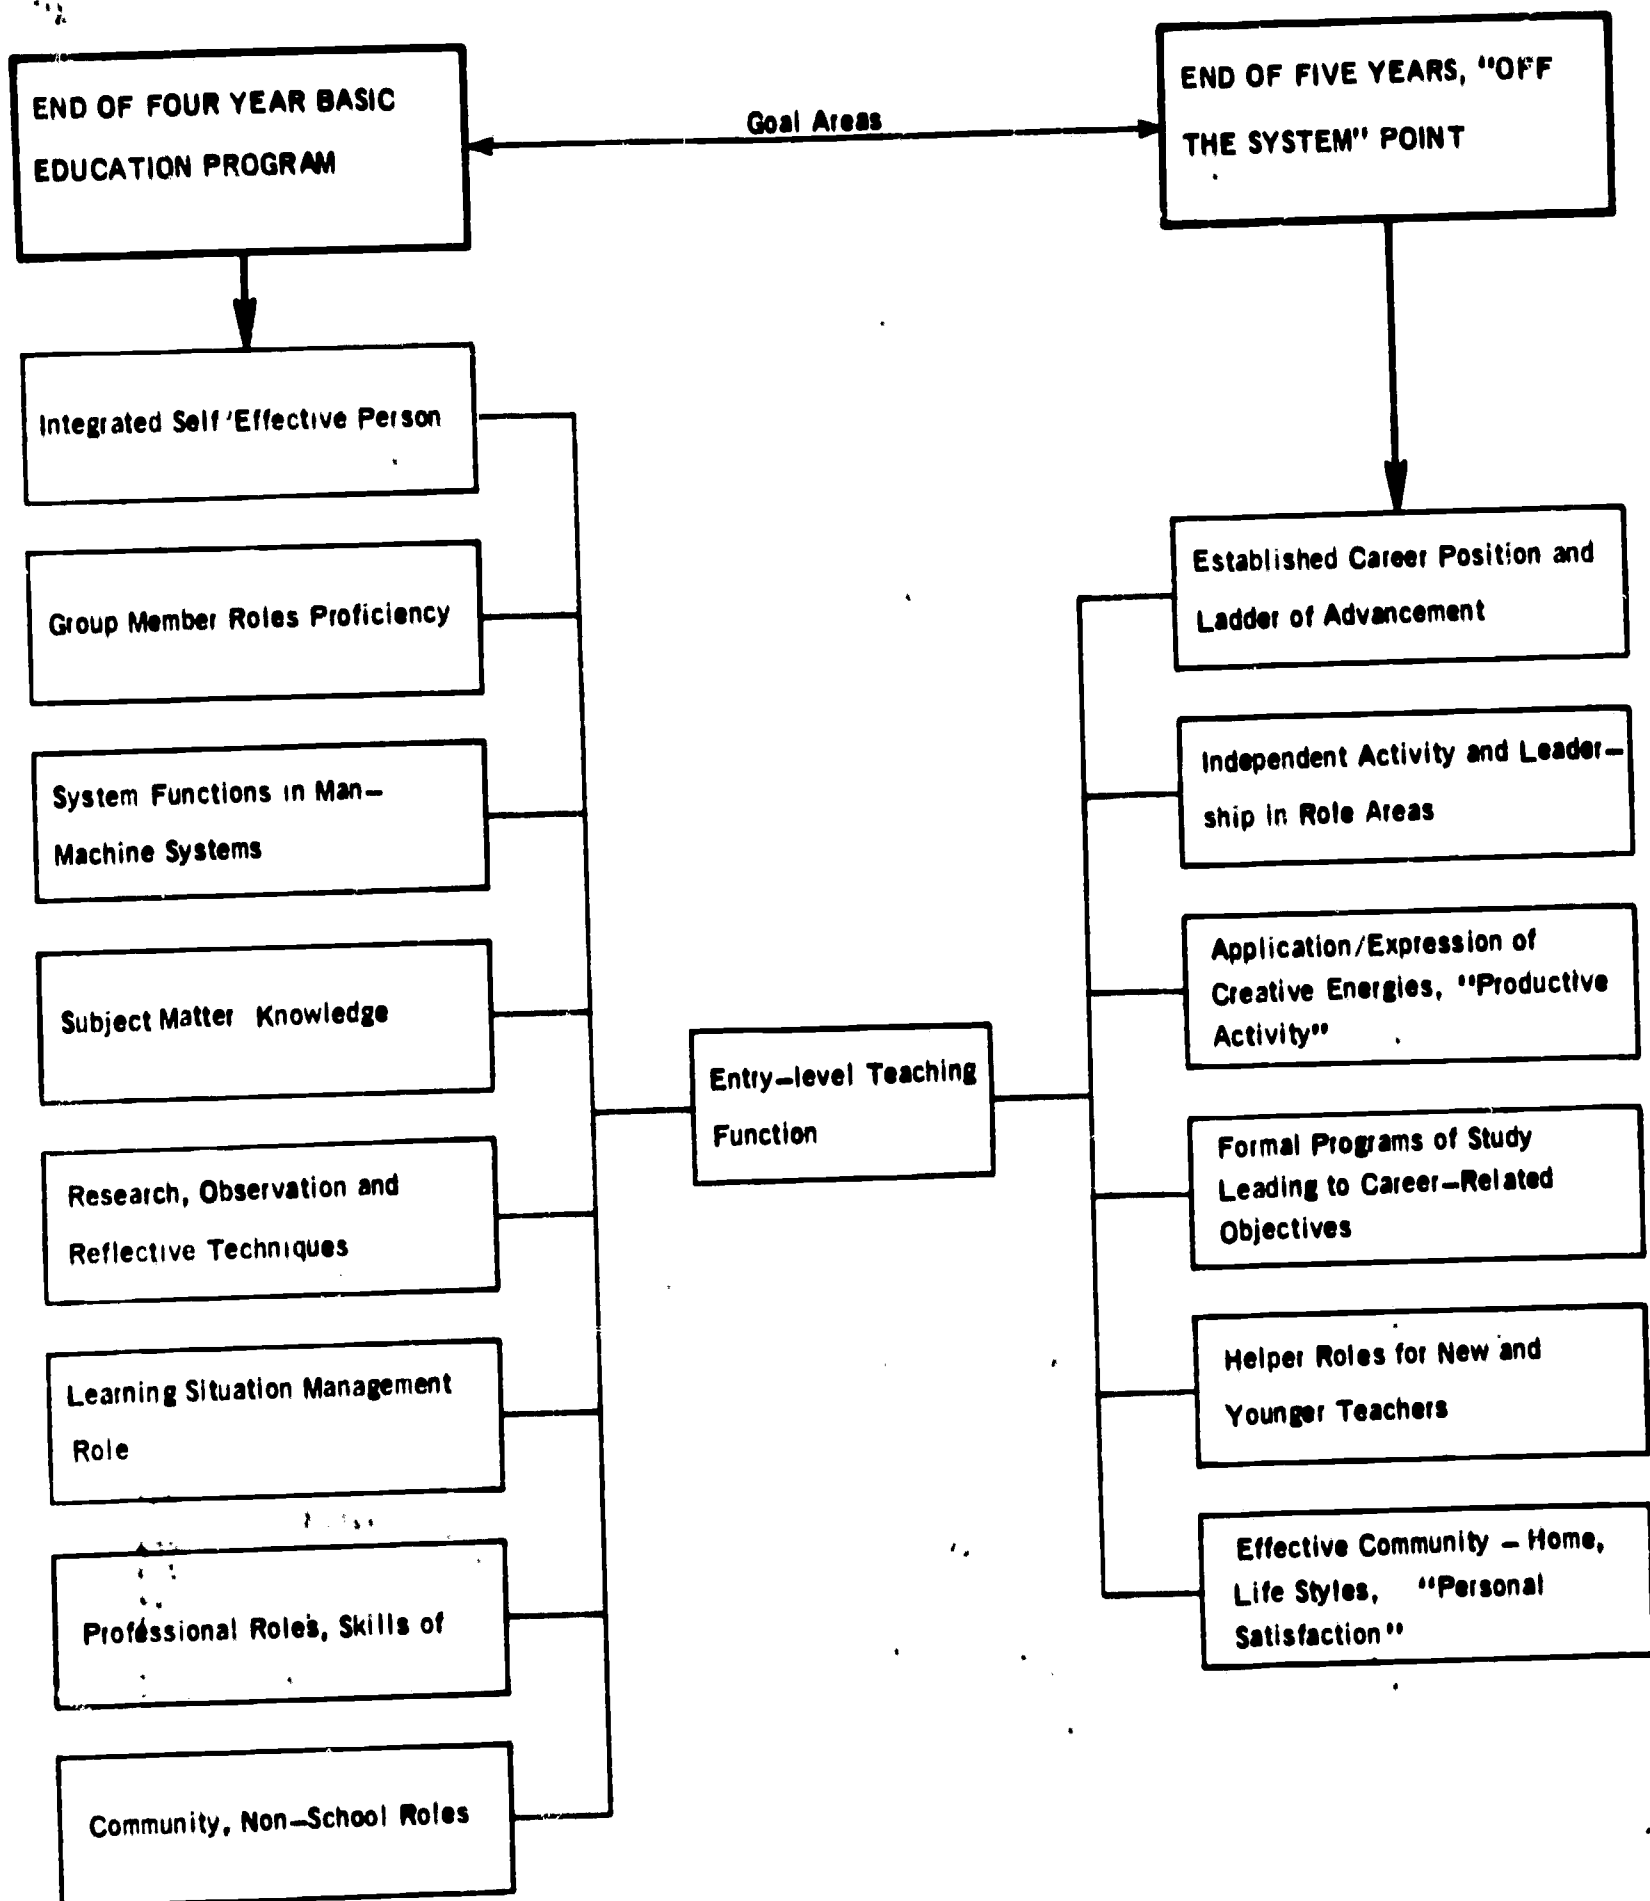 END OF FOUR YEAR BASIC
EDUCATION PROGRAM
Goal Areas
END OF FIVE YEARS, "OFF
THE SYSTEM" POINT
Integrated Self/Effective Person
Group Member Roles Proficiency
System Functions in Man-
Machine Systems
Subject Matter Knowledge
Research, Observation and
Reflective Techniques
Learning Situation Management
Role
Professional Roles, Skills of
Community, Non-School Roles
Entry-level Teaching
Function
Established Career Position and
Ladder of Advancement
Independent Activity and Leader-
ship in Role Areas
Application/Expression of
Creative Energies, "Productive
Activity"
Formal Programs of Study
Leading to Career-Related
Objectives
Helper Roles for New and
Younger Teachers
Effective Community - Home,
Life Styles, "Personal
Satisfaction"